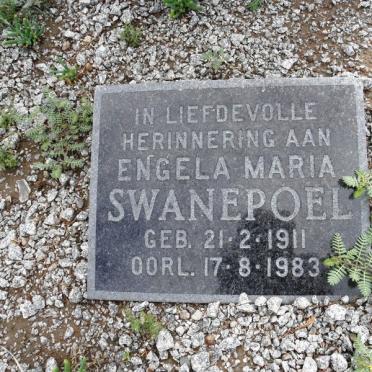 IN LIEFDEVOLLE
HERINNERING AAN
ENGELA MARIA
SWANEPOEL
GEB. 21·2·1911
OORL. 17·8·1983